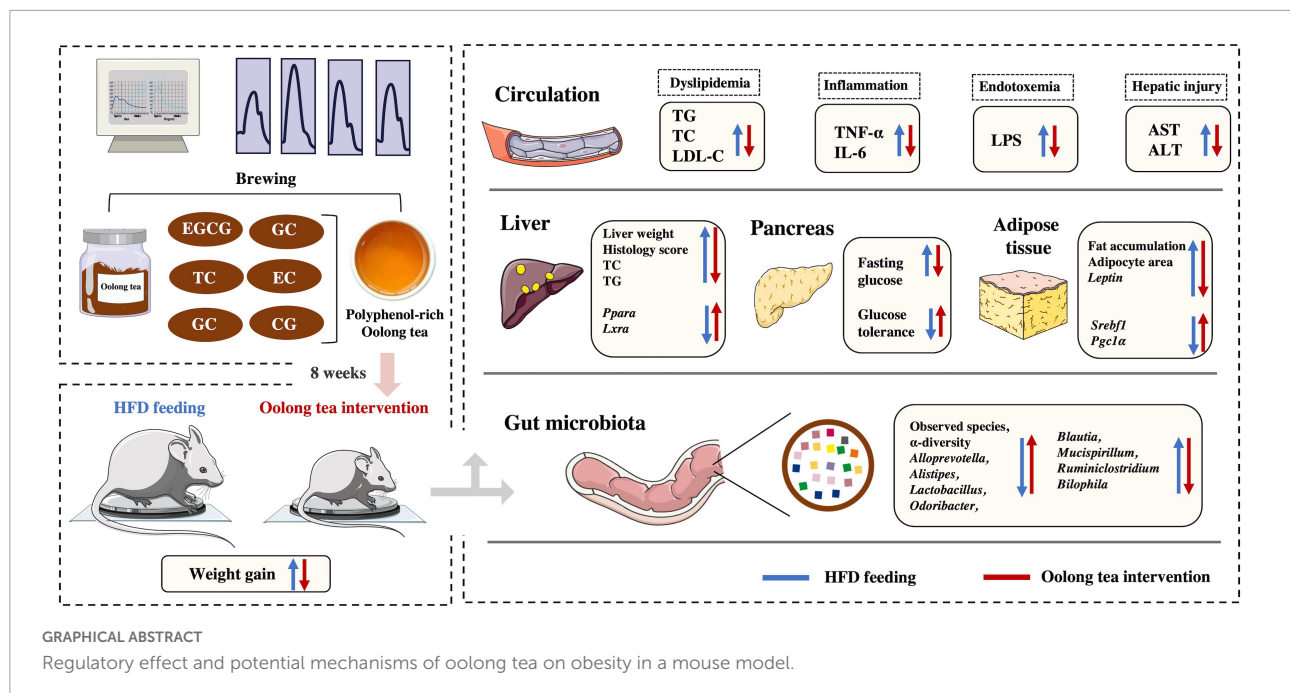 Brewing
Oolong tea
EGCG
GC
TC
EC
GC
CG
Polyphenol-rich
Oolong tea
8 weeks
HFD feeding
Oolong tea intervention
Weight gain
Circulation
Dyslipidemia
TG
TC
LDL-C
Inflammation
TNF-α
IL-6
Endotoxemia
LPS
Hepatic injury
AST
ALT
Liver
Liver weight
Histology score
TC
TG
Ppara
Lxra
Pancreas
Fasting
glucose
Glucose
tolerance
Adipose
tissue
Fat accumulation
Adipocyte area
Leptin
Srebf1
Pgc1α
Gut microbiota
Observed species,
α-diversity
Alloprevotella,
Alistipes,
Lactobacillus,
Odoribacter,
Blautia,
Mucispirillum,
Ruminiclostridium
Bilophila
HFD feeding
Oolong tea intervention
GRAPHICAL ABSTRACT
Regulatory effect and potential mechanisms of oolong tea on obesity in a mouse model.